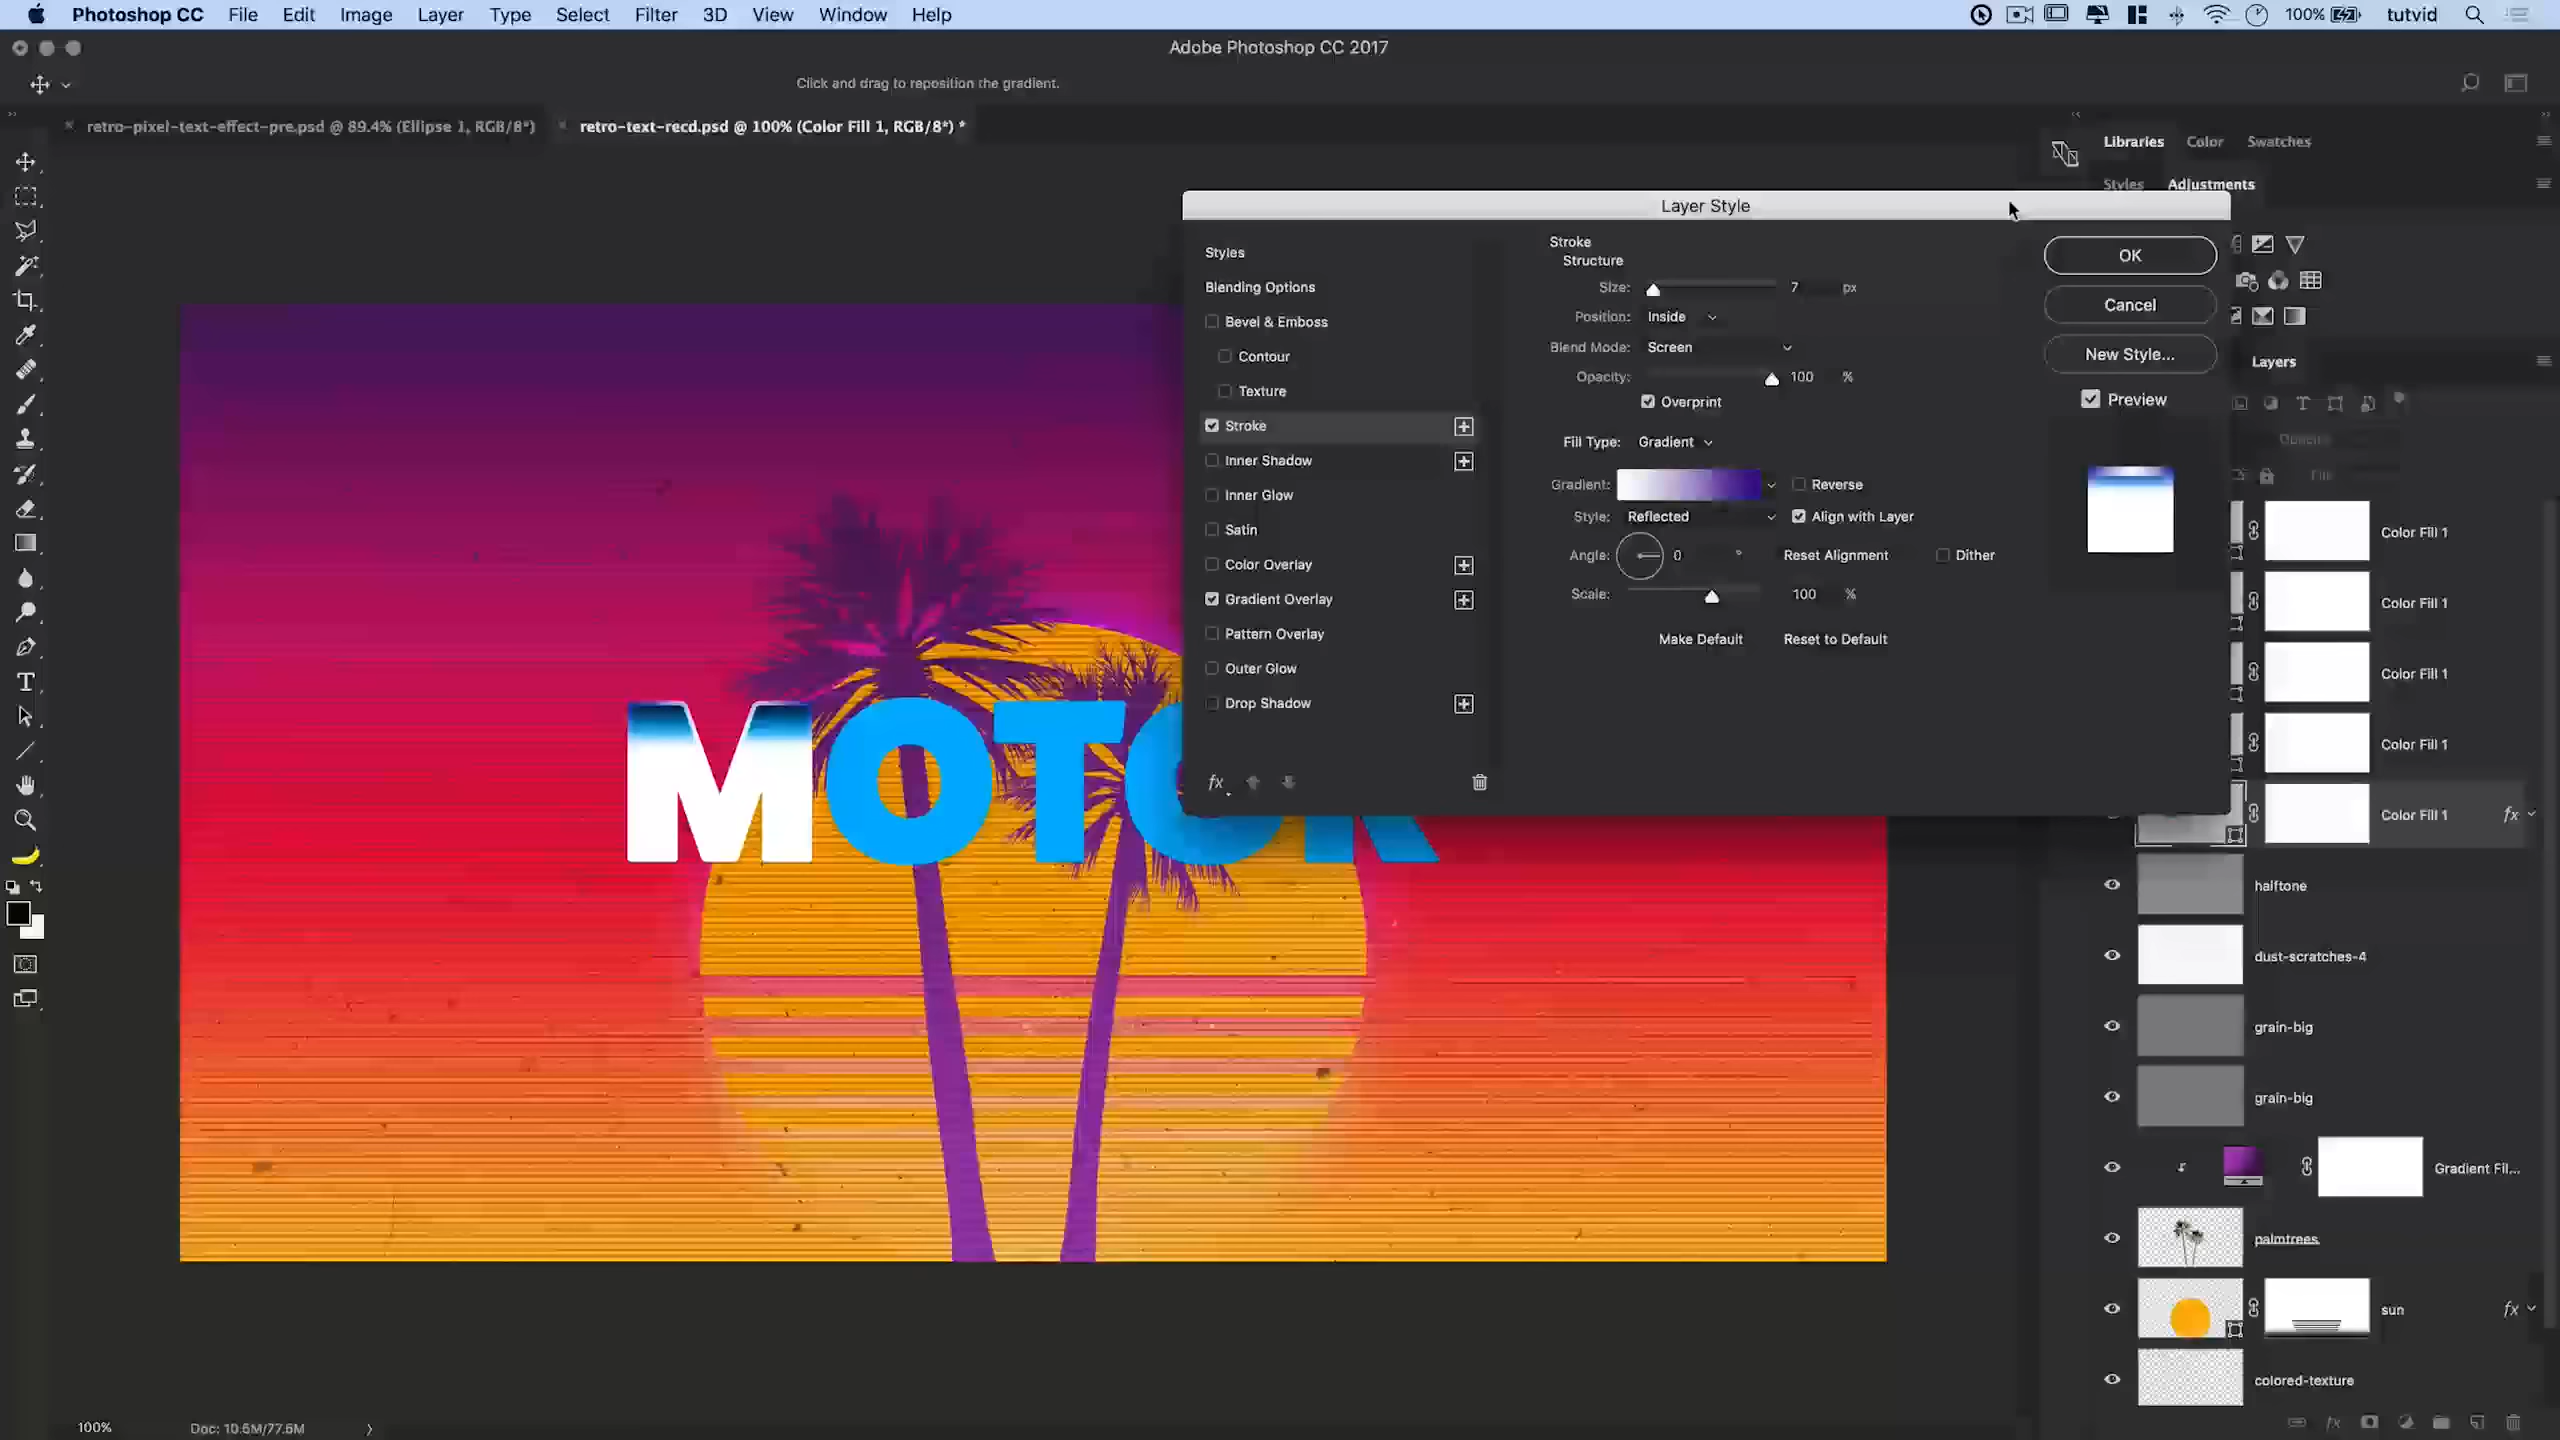 Photoshop CC File Edit Image Layer Type Select Filter 3D View Window Help 100% tutvid
Adobe Photoshop CC 2017
Click and drag to reposition the gradient.
retro-pixel-text-effect-pre.psd @ 89.4% (Ellipse 1, RGB/8*)
retro-text-recd.psd @ 100% (Color Fill 1, RGB/8*) *
Libraries Color Swatches
Styles Adjustments
Layer Style
Styles
Blending Options
Bevel & Emboss
Contour
Texture
Stroke
Inner Shadow
Inner Glow
Satin
Color Overlay
Gradient Overlay
Pattern Overlay
Outer Glow
Drop Shadow
fx
Stroke
Structure
Size: 7 px
Position: Inside
Blend Mode: Screen
Opacity: 100 %
Overprint
Fill Type: Gradient
Gradient: Reverse
Style: Reflected Align with Layer
Angle: 0 ° Reset Alignment Dither
Scale: 100 %
Make Default Reset to Default
OK
Cancel
New Style...
Preview
Layers
Color Fill 1
Color Fill 1
Color Fill 1
Color Fill 1
Color Fill 1 fx
halftone
dust-scratches-4
grain-big
grain-big
Gradient Fil...
palmtrees
sun fx
colored-texture
MOTOR
100% Doc: 10.5M/77.5M
fx